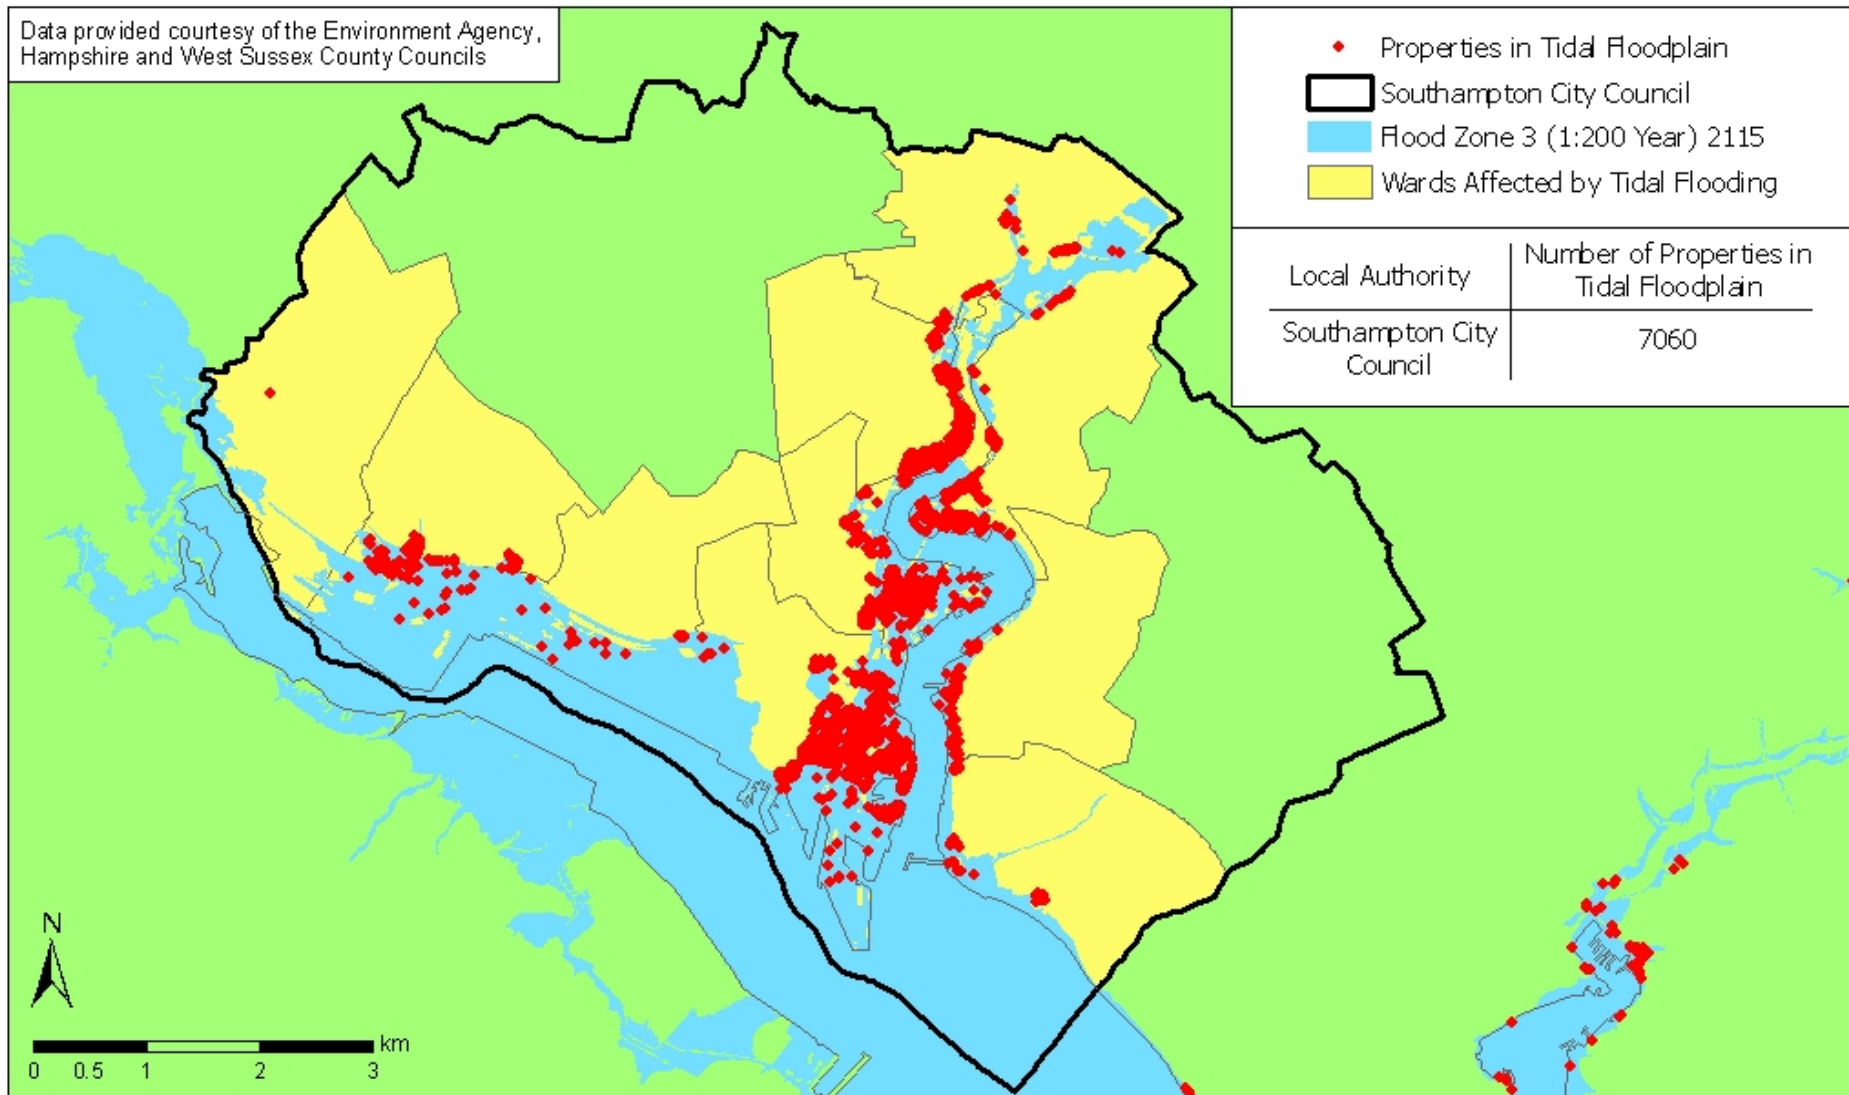 Data provided courtesy of the Environment Agency,
Hampshire and West Sussex County Councils
Properties in Tidal Floodplain
Southampton City Council
Flood Zone 3 (1:200 Year) 2115
Wards Affected by Tidal Flooding
Local Authority
Number of Properties in
Tidal Floodplain
Southampton City
Council
7060
N
km
0 0.5 1 2 3